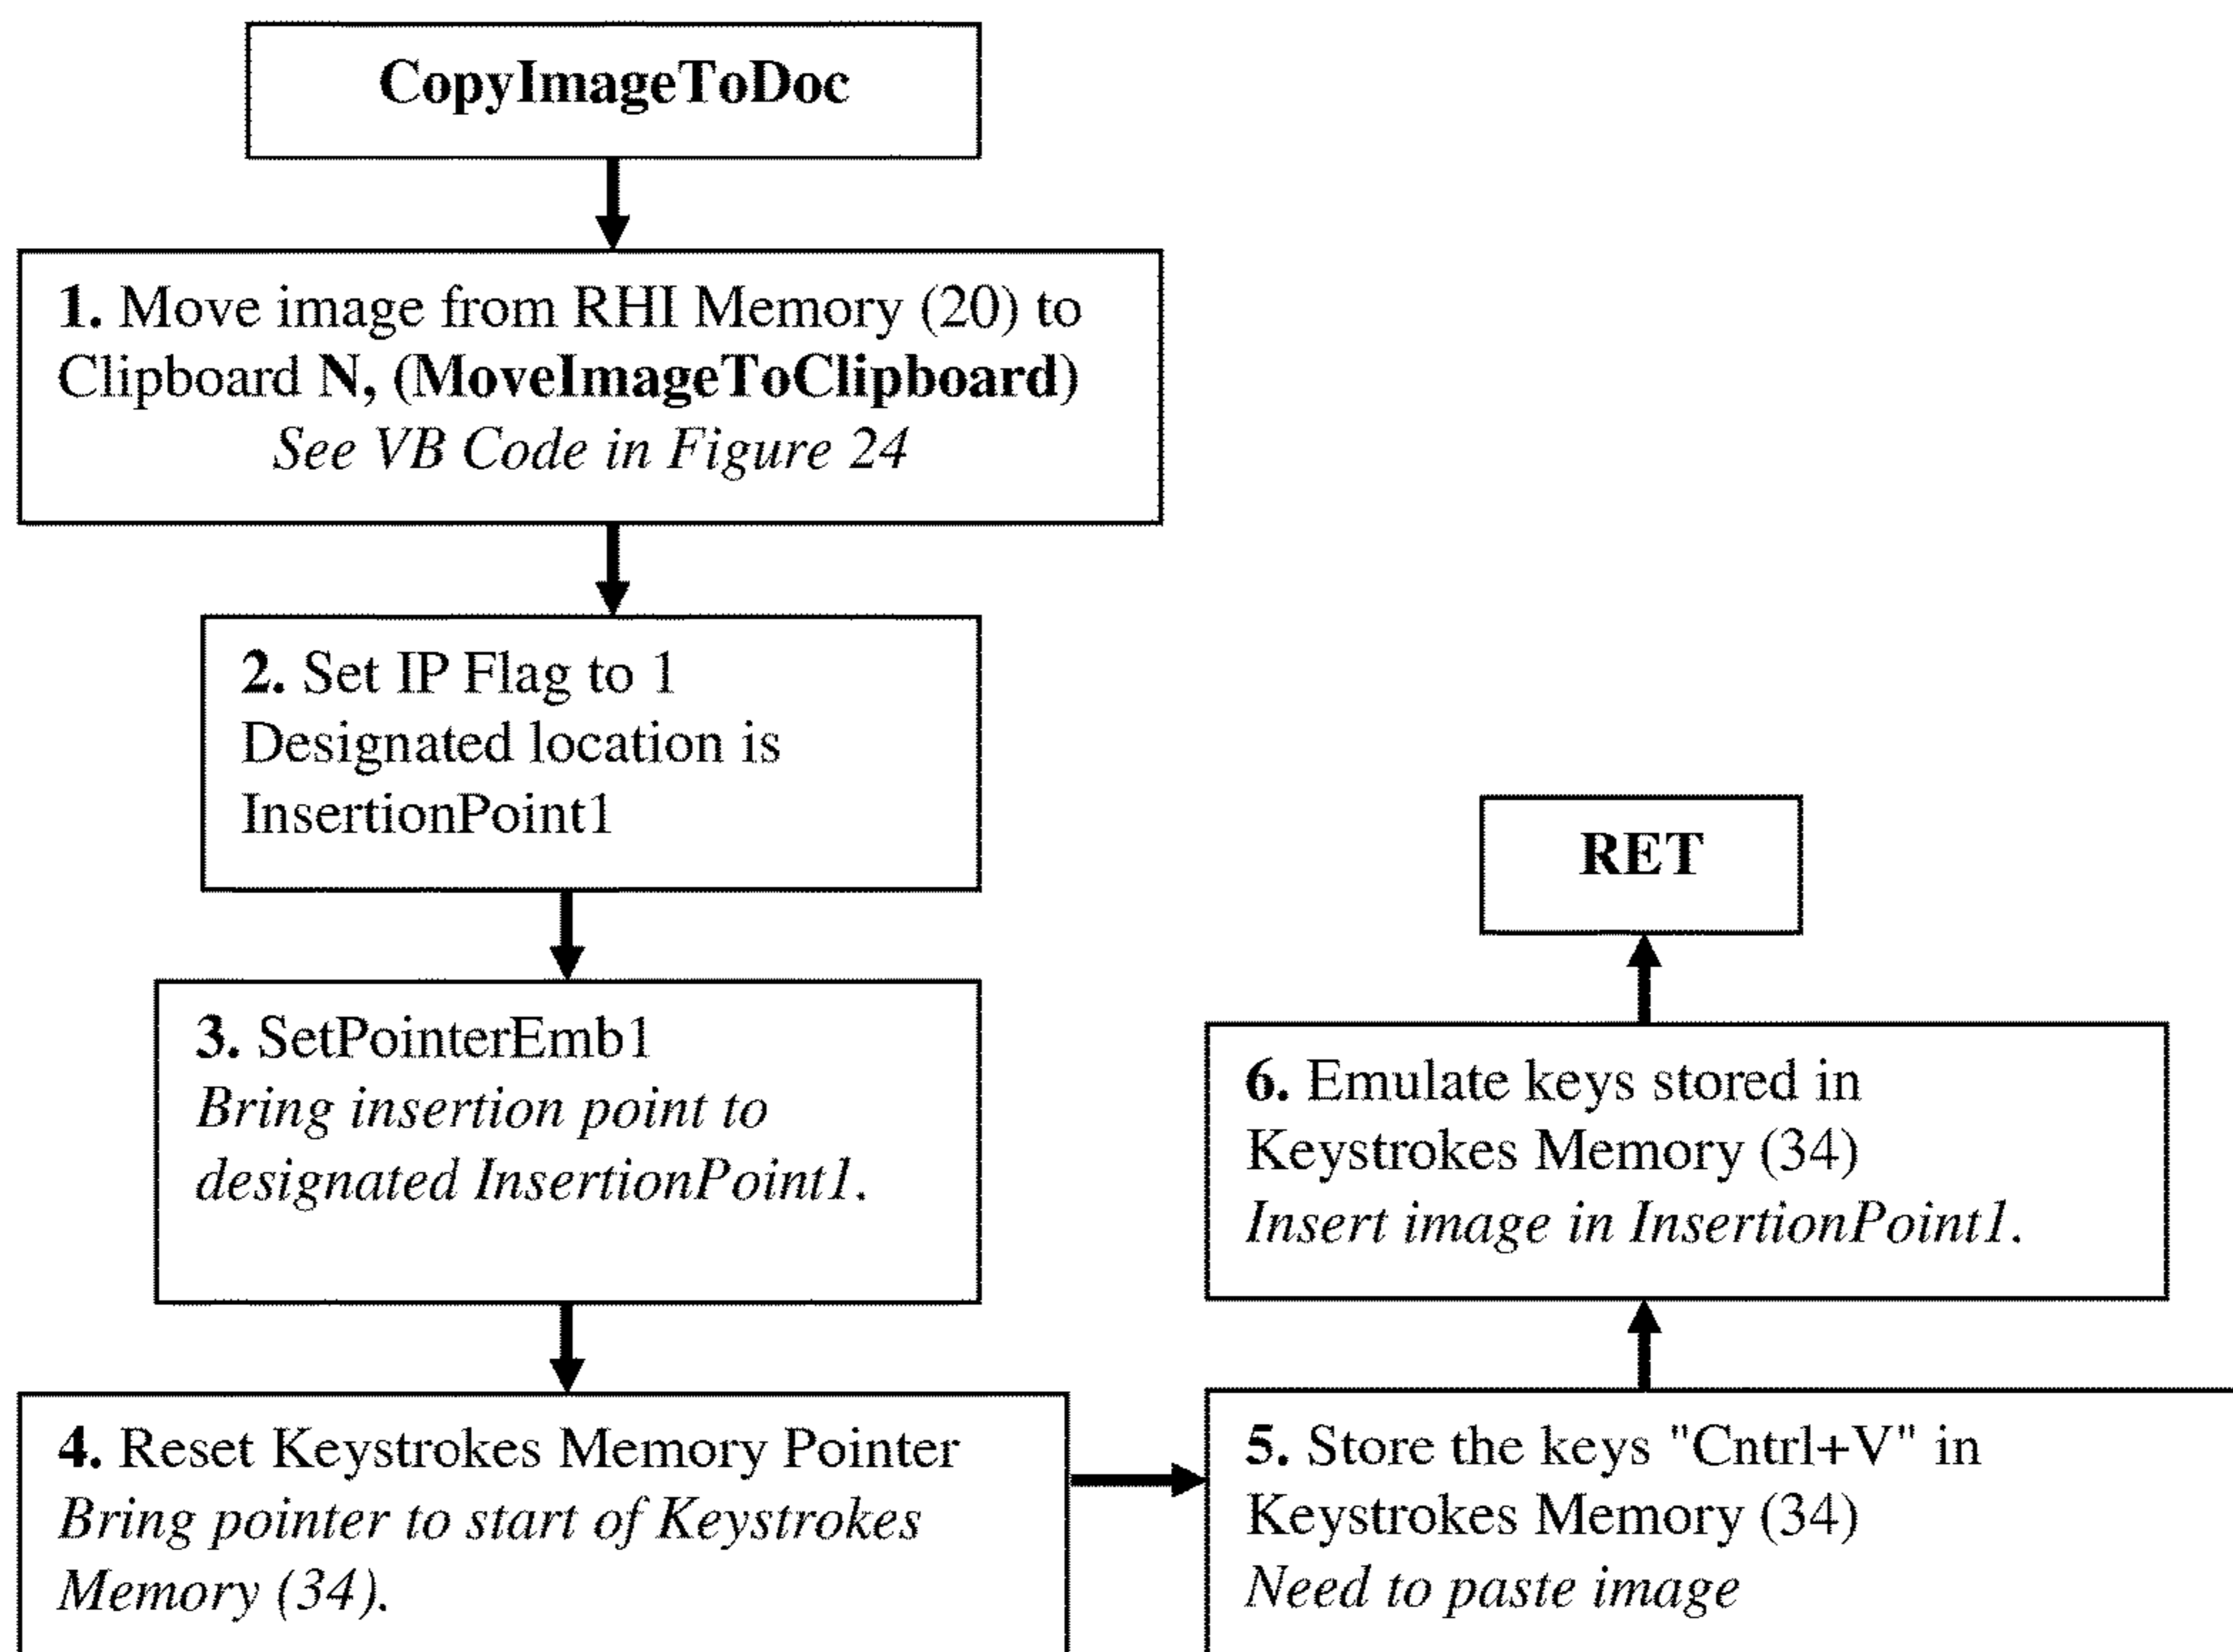 CopyImageToDoc
1. Move image from RHI Memory (20) to
Clipboard N, (MoveImageToClipboard)
See VB Code in Figure 24
2. Set IP Flag to 1
Designated location is
InsertionPoint1
3. SetPointerEmb1
Bring insertion point to
designated InsertionPoint1.
4. Reset Keystrokes Memory Pointer
Bring pointer to start of Keystrokes
Memory (34).
5. Store the keys "Cntrl+V" in
Keystrokes Memory (34)
Need to paste image
6. Emulate keys stored in
Keystrokes Memory (34)
Insert image in InsertionPoint1.
RET